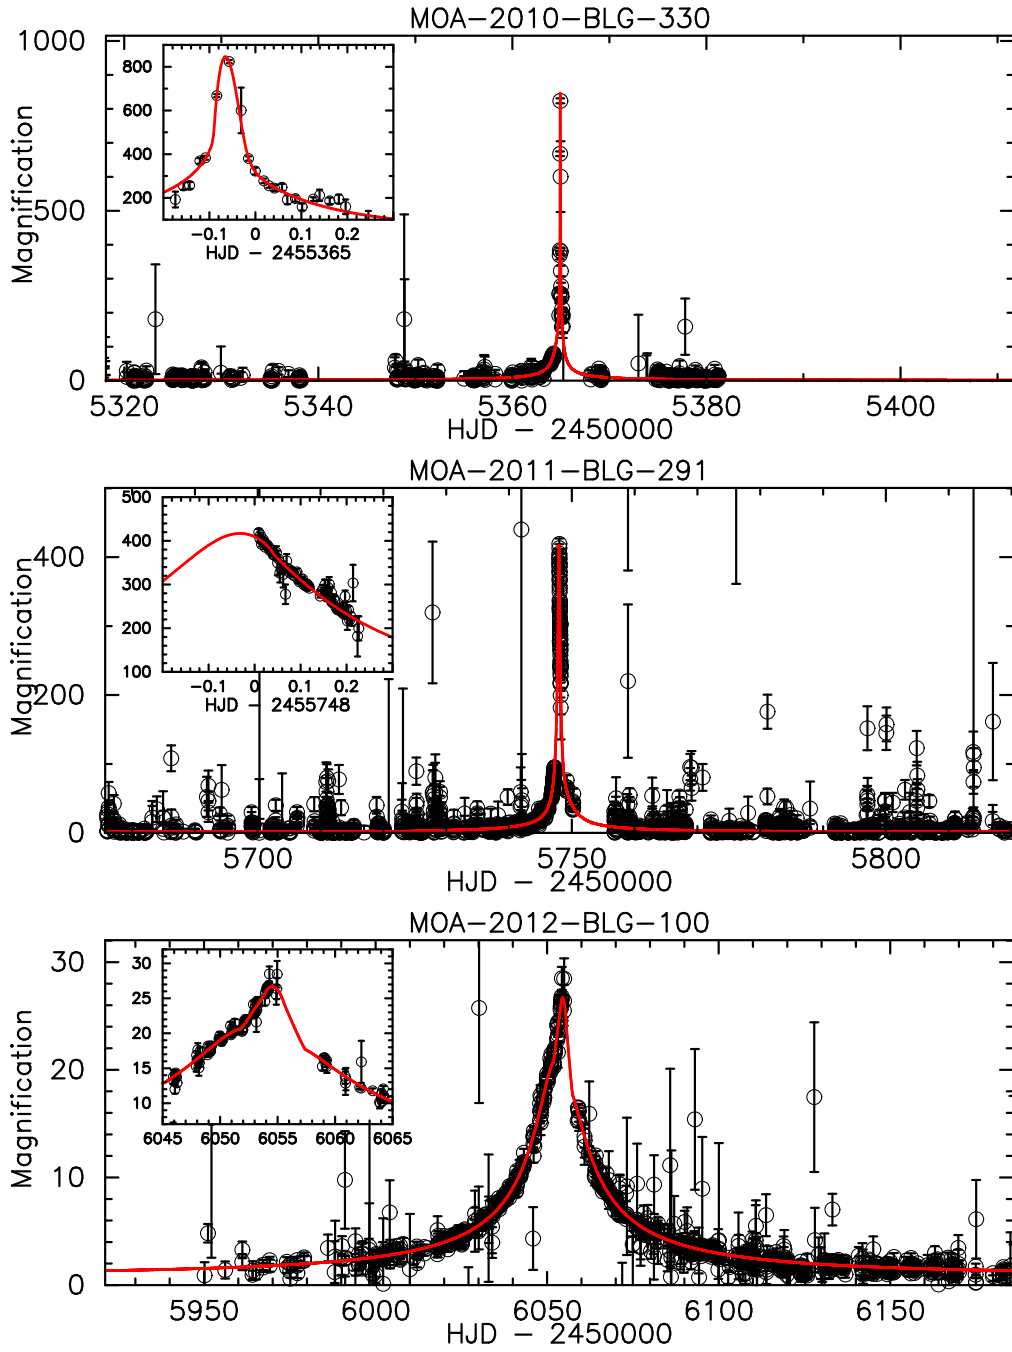 MOA-2010-BLG-330
1000
500
0
Magnification
800
600
400
200
-0.1 0 0.1 0.2
HJD - 2455365
5320 5340 5360 5380 5400
HJD - 2450000
MOA-2011-BLG-291
400
200
0
Magnification
500
400
300
200
100
-0.1 0 0.1 0.2
HJD - 2455748
5700 5750 5800
HJD - 2450000
MOA-2012-BLG-100
30
20
10
0
Magnification
30
25
20
15
10
6045 6050 6055 6060 6065
5950 6000 6050 6100 6150
HJD - 2450000